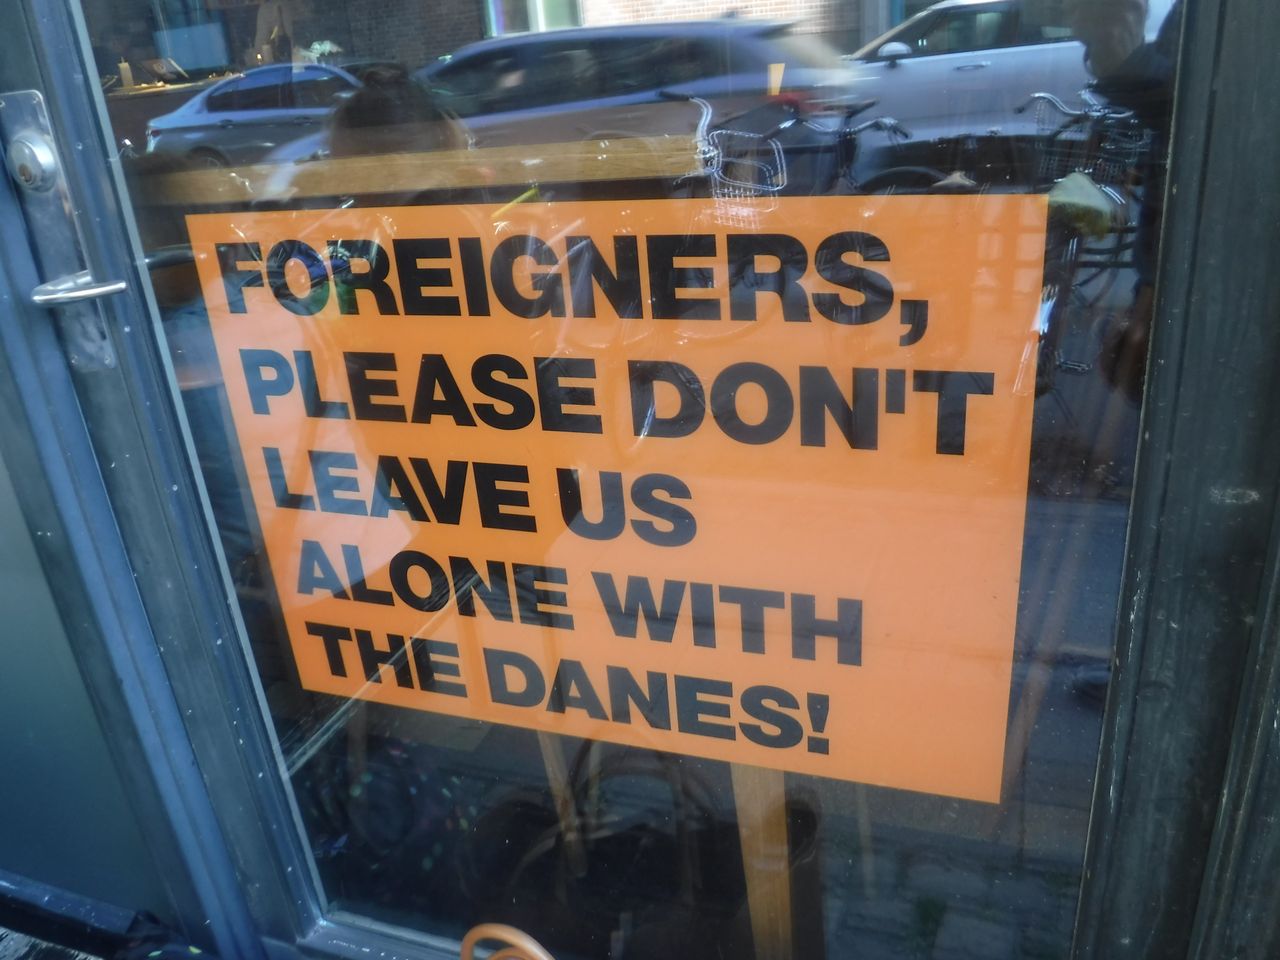 FOREIGNERS,
PLEASE DON'T
LEAVE US
ALONE WITH
THE DANES!